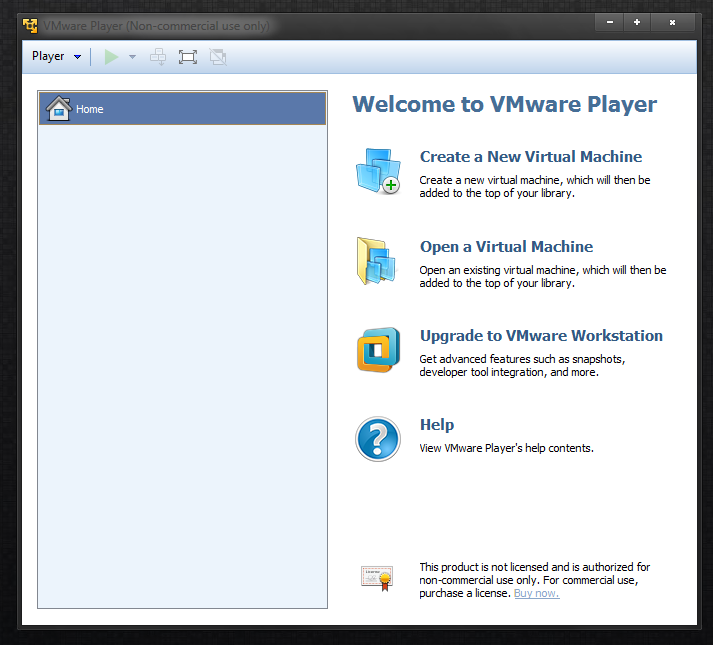 VMware Player (Non-commercial use only)
Player
Home
Welcome to VMware Player
Create a New Virtual Machine
Create a new virtual machine, which will then be
added to the top of your library.
Open a Virtual Machine
Open an existing virtual machine, which will then be
added to the top of your library.
Upgrade to VMware Workstation
Get advanced features such as snapshots,
developer tool integration, and more.
Help
View VMware Player's help contents.
This product is not licensed and is authorized for
non-commercial use only. For commercial use,
purchase a license. Buy now.